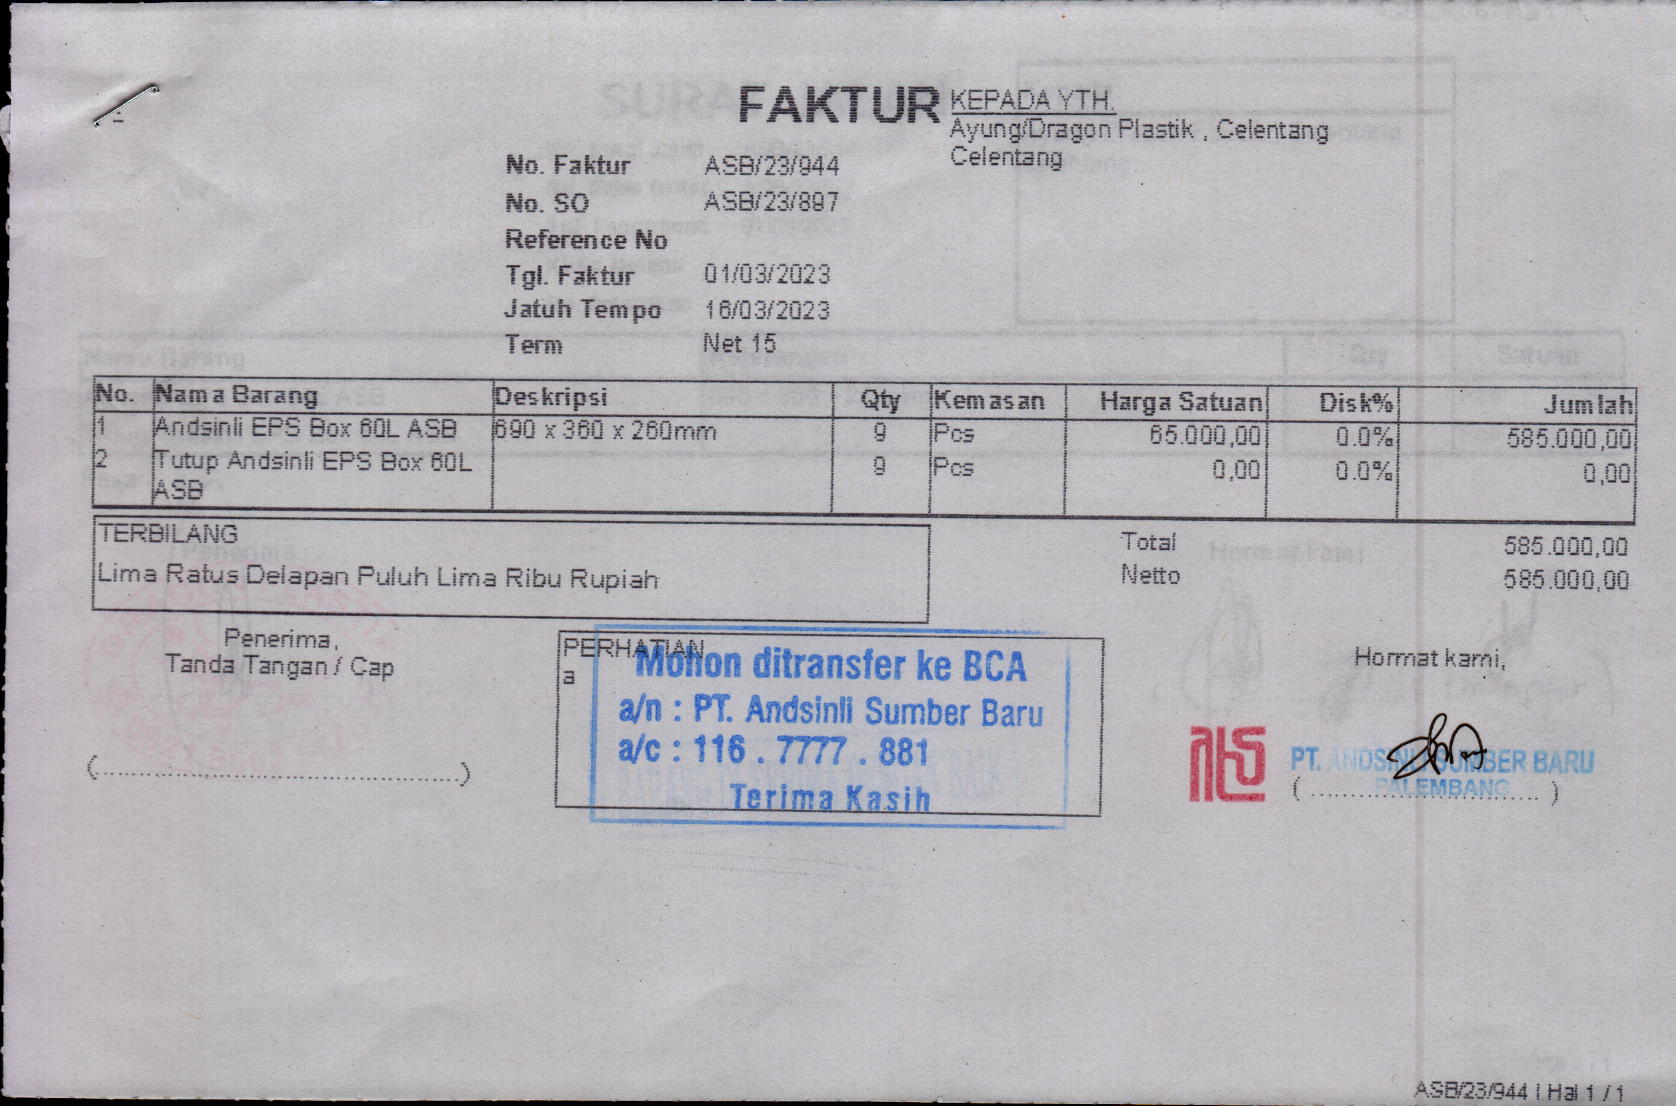 FAKTUR
KEPADA YTH.
Ayung/Dragon Plastik , Celentang
Celentang
No. Faktur ASB/23/944
No. SO ASB/23/897
Reference No
Tgl. Faktur 01/03/2023
Jatuh Tempo 16/03/2023
Term Net 15
No. Nama Barang Deskripsi Qty Kemasan Harga Satuan Disk% Jumlah
1 Andsinli EPS Box 60L ASB 690 x 360 x 260mm 9 Pcs 65.000,00 0.0% 585.000,00
2 Tutup Andsinli EPS Box 60L 9 Pcs 0,00 0.0% 0,00
ASB
TERBILANG
Lima Ratus Delapan Puluh Lima Ribu Rupiah
Total 585.000,00
Netto 585.000,00
Penerima,
Tanda Tangan / Cap
(............................................)
PERHATIAN
a
Mohon ditransfer ke BCA
a/n : PT. Andsinli Sumber Baru
a/c : 116 . 7777 . 881
Terima Kasih
Hormat kami,
PT. ANDSINLI SUMBER BARU
PALEMBANG
(............................)
ASB/23/944 | Hal 1 / 1